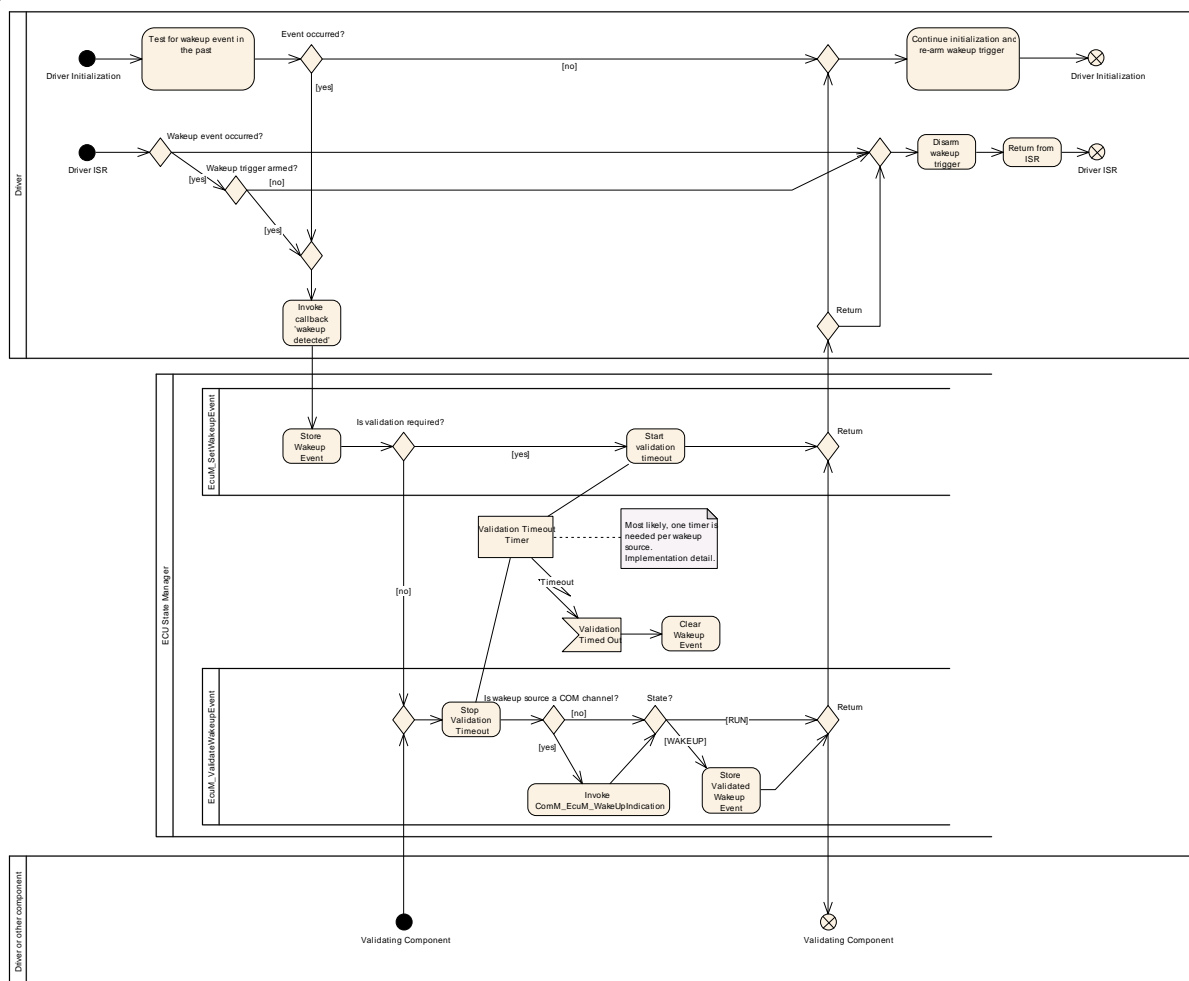 Driver
Driver Initialization
Test for wakeup event in
the past
Event occurred?
[no]
[yes]
Continue initialization and
re-arm wakeup trigger
Driver Initialization
Driver ISR
Wakeup event occurred?
[yes]
Wakeup trigger armed?
[no]
[yes]
Disarm
wakeup
trigger
Return from
ISR
Driver ISR
Invoke
callback
'wakeup
detected'
Return
ECU State Manager
EcuM_SetWakeupEvent
Store
Wakeup
Event
Is validation required?
[yes]
Start
validation
timeout
Return
Validation Timeout
Timer
Most likely, one timer is
needed per wakeup
source.
Implementation detail.
[no]
Timeout
Validation
Timed Out
Clear
Wakeup
Event
EcuM_ValidateWakeupEvent
Stop
Validation
Timeout
Is wakeup source a COM channel?
[no]
[yes]
State?
[RUN]
[WAKEUP]
Return
Invoke
ComM_EcuM_WakeUpIndication
Store
Validated
Wakeup
Event
Driver or other component
Validating Component
Validating Component